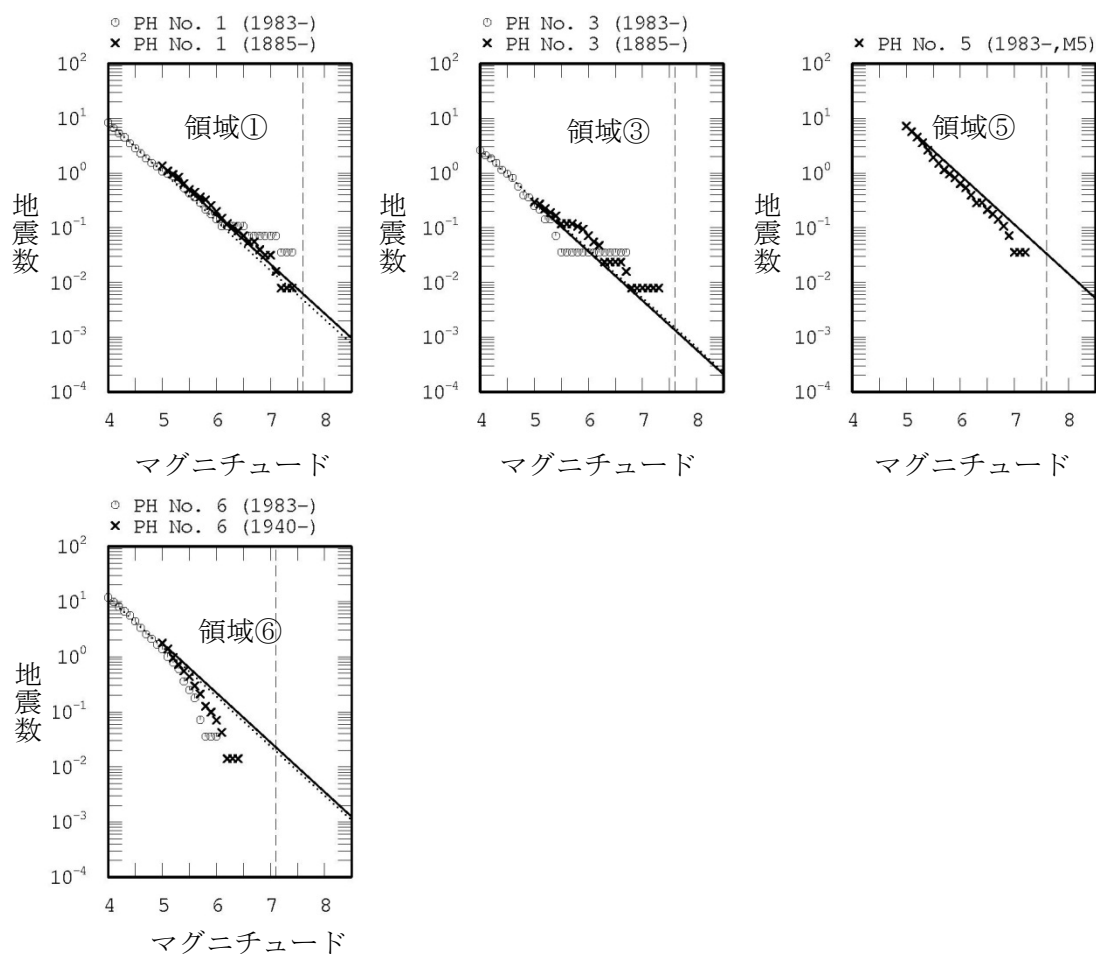 PH No. 1 (1983-)
PH No. 1 (1885-)
10²
10¹
10⁰
10⁻¹
10⁻²
10⁻³
10⁻⁴
地震数
領域①
4 5 6 7 8
マグニチュード
PH No. 3 (1983-)
PH No. 3 (1885-)
10²
10¹
10⁰
10⁻¹
10⁻²
10⁻³
10⁻⁴
地震数
領域③
4 5 6 7 8
マグニチュード
PH No. 5 (1983-,M5)
10²
10¹
10⁰
10⁻¹
10⁻²
10⁻³
10⁻⁴
地震数
領域⑤
4 5 6 7 8
マグニチュード
PH No. 6 (1983-)
PH No. 6 (1940-)
10²
10¹
10⁰
10⁻¹
10⁻²
10⁻³
10⁻⁴
地震数
領域⑥
4 5 6 7 8
マグニチュード